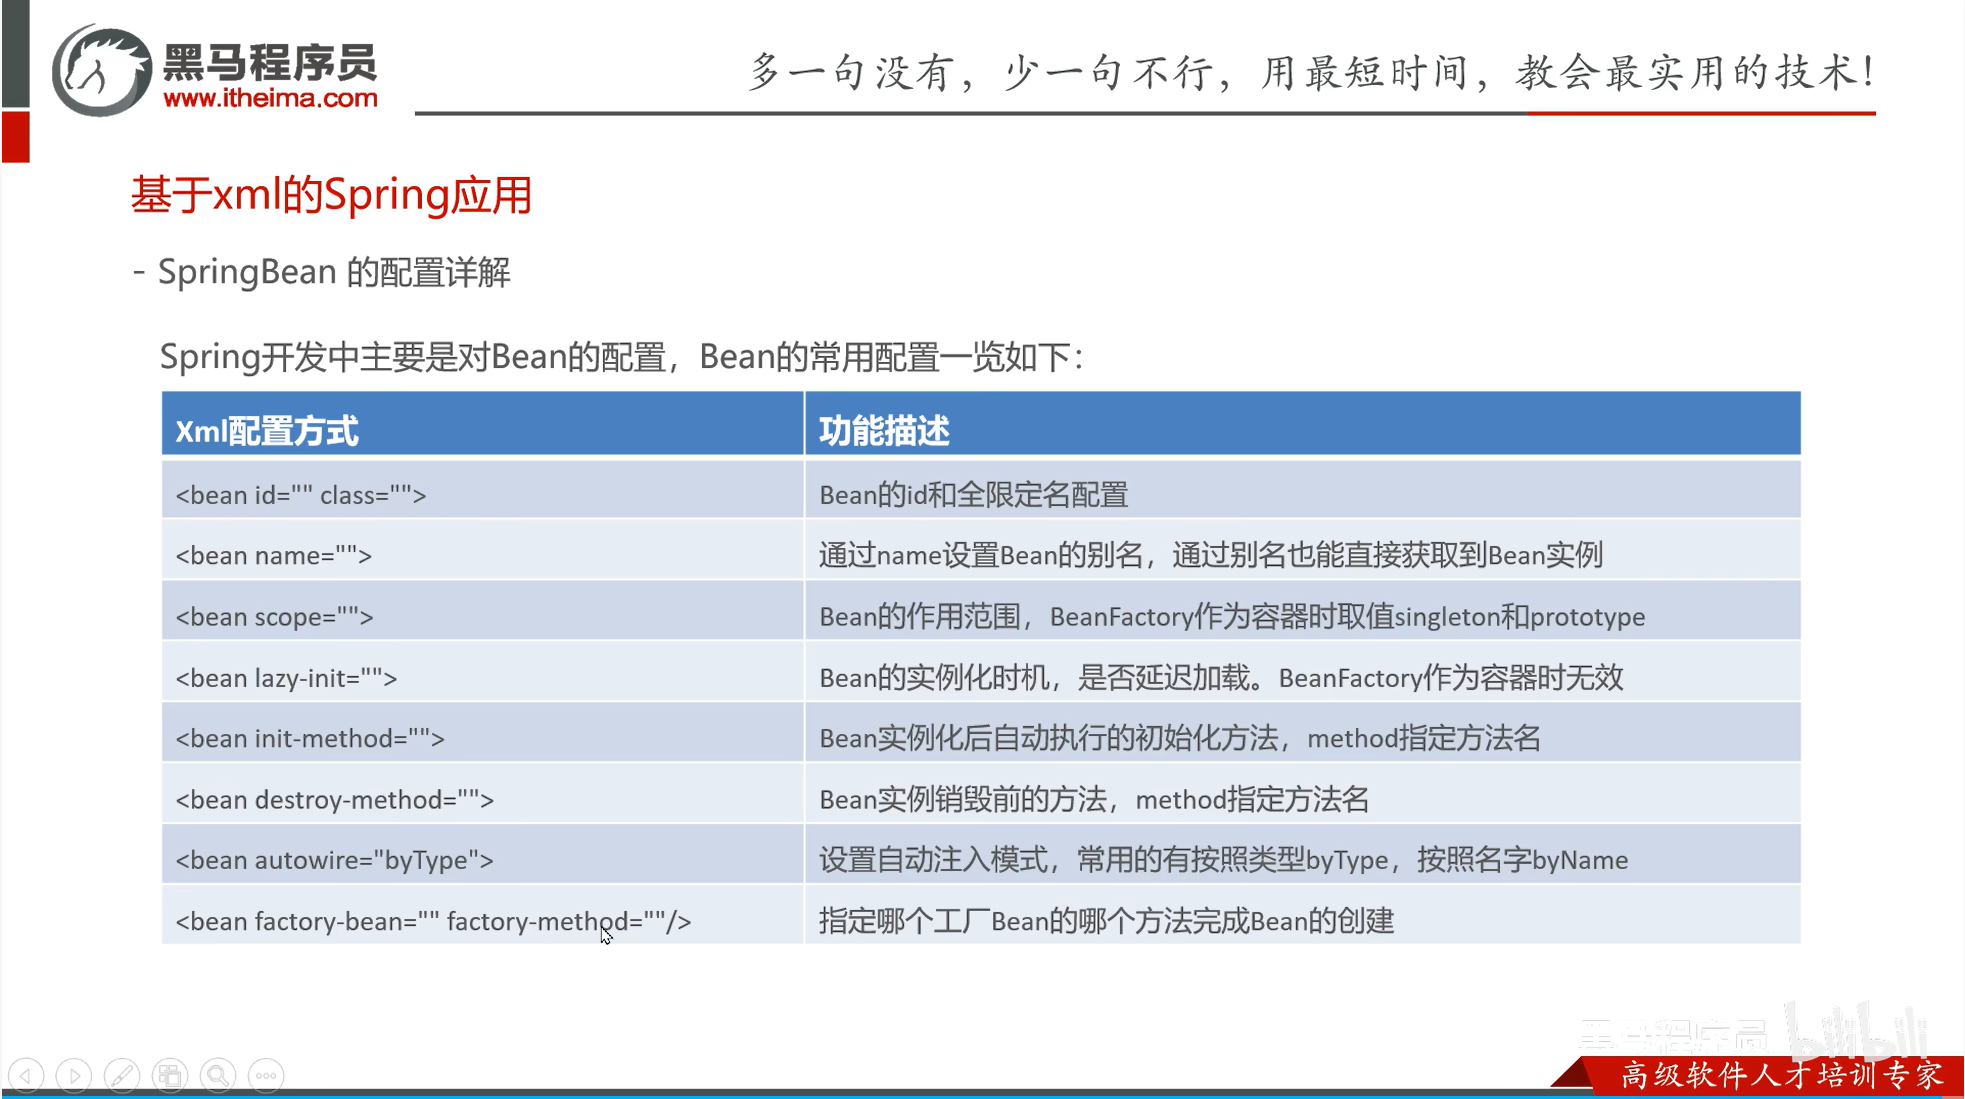 黑马程序员
www.itheima.com
多一句没有，少一句不行，用最短时间，教会最实用的技术！
基于xml的Spring应用
- SpringBean 的配置详解
Spring开发中主要是对Bean的配置，Bean的常用配置一览如下：
Xml配置方式 功能描述
<bean id="" class=""> Bean的id和全限定名配置
<bean name=""> 通过name设置Bean的别名，通过别名也能直接获取到Bean实例
<bean scope=""> Bean的作用范围，BeanFactory作为容器时取值singleton和prototype
<bean lazy-init=""> Bean的实例化时机，是否延迟加载。BeanFactory作为容器时无效
<bean init-method=""> Bean实例化后自动执行的初始化方法，method指定方法名
<bean destroy-method=""> Bean实例销毁前的方法，method指定方法名
<bean autowire="byType"> 设置自动注入模式，常用的有按照类型byType，按照名字byName
<bean factory-bean="" factory-method=""/> 指定哪个工厂Bean的哪个方法完成Bean的创建
黑马程序员 bilibili
高级软件人才培训专家